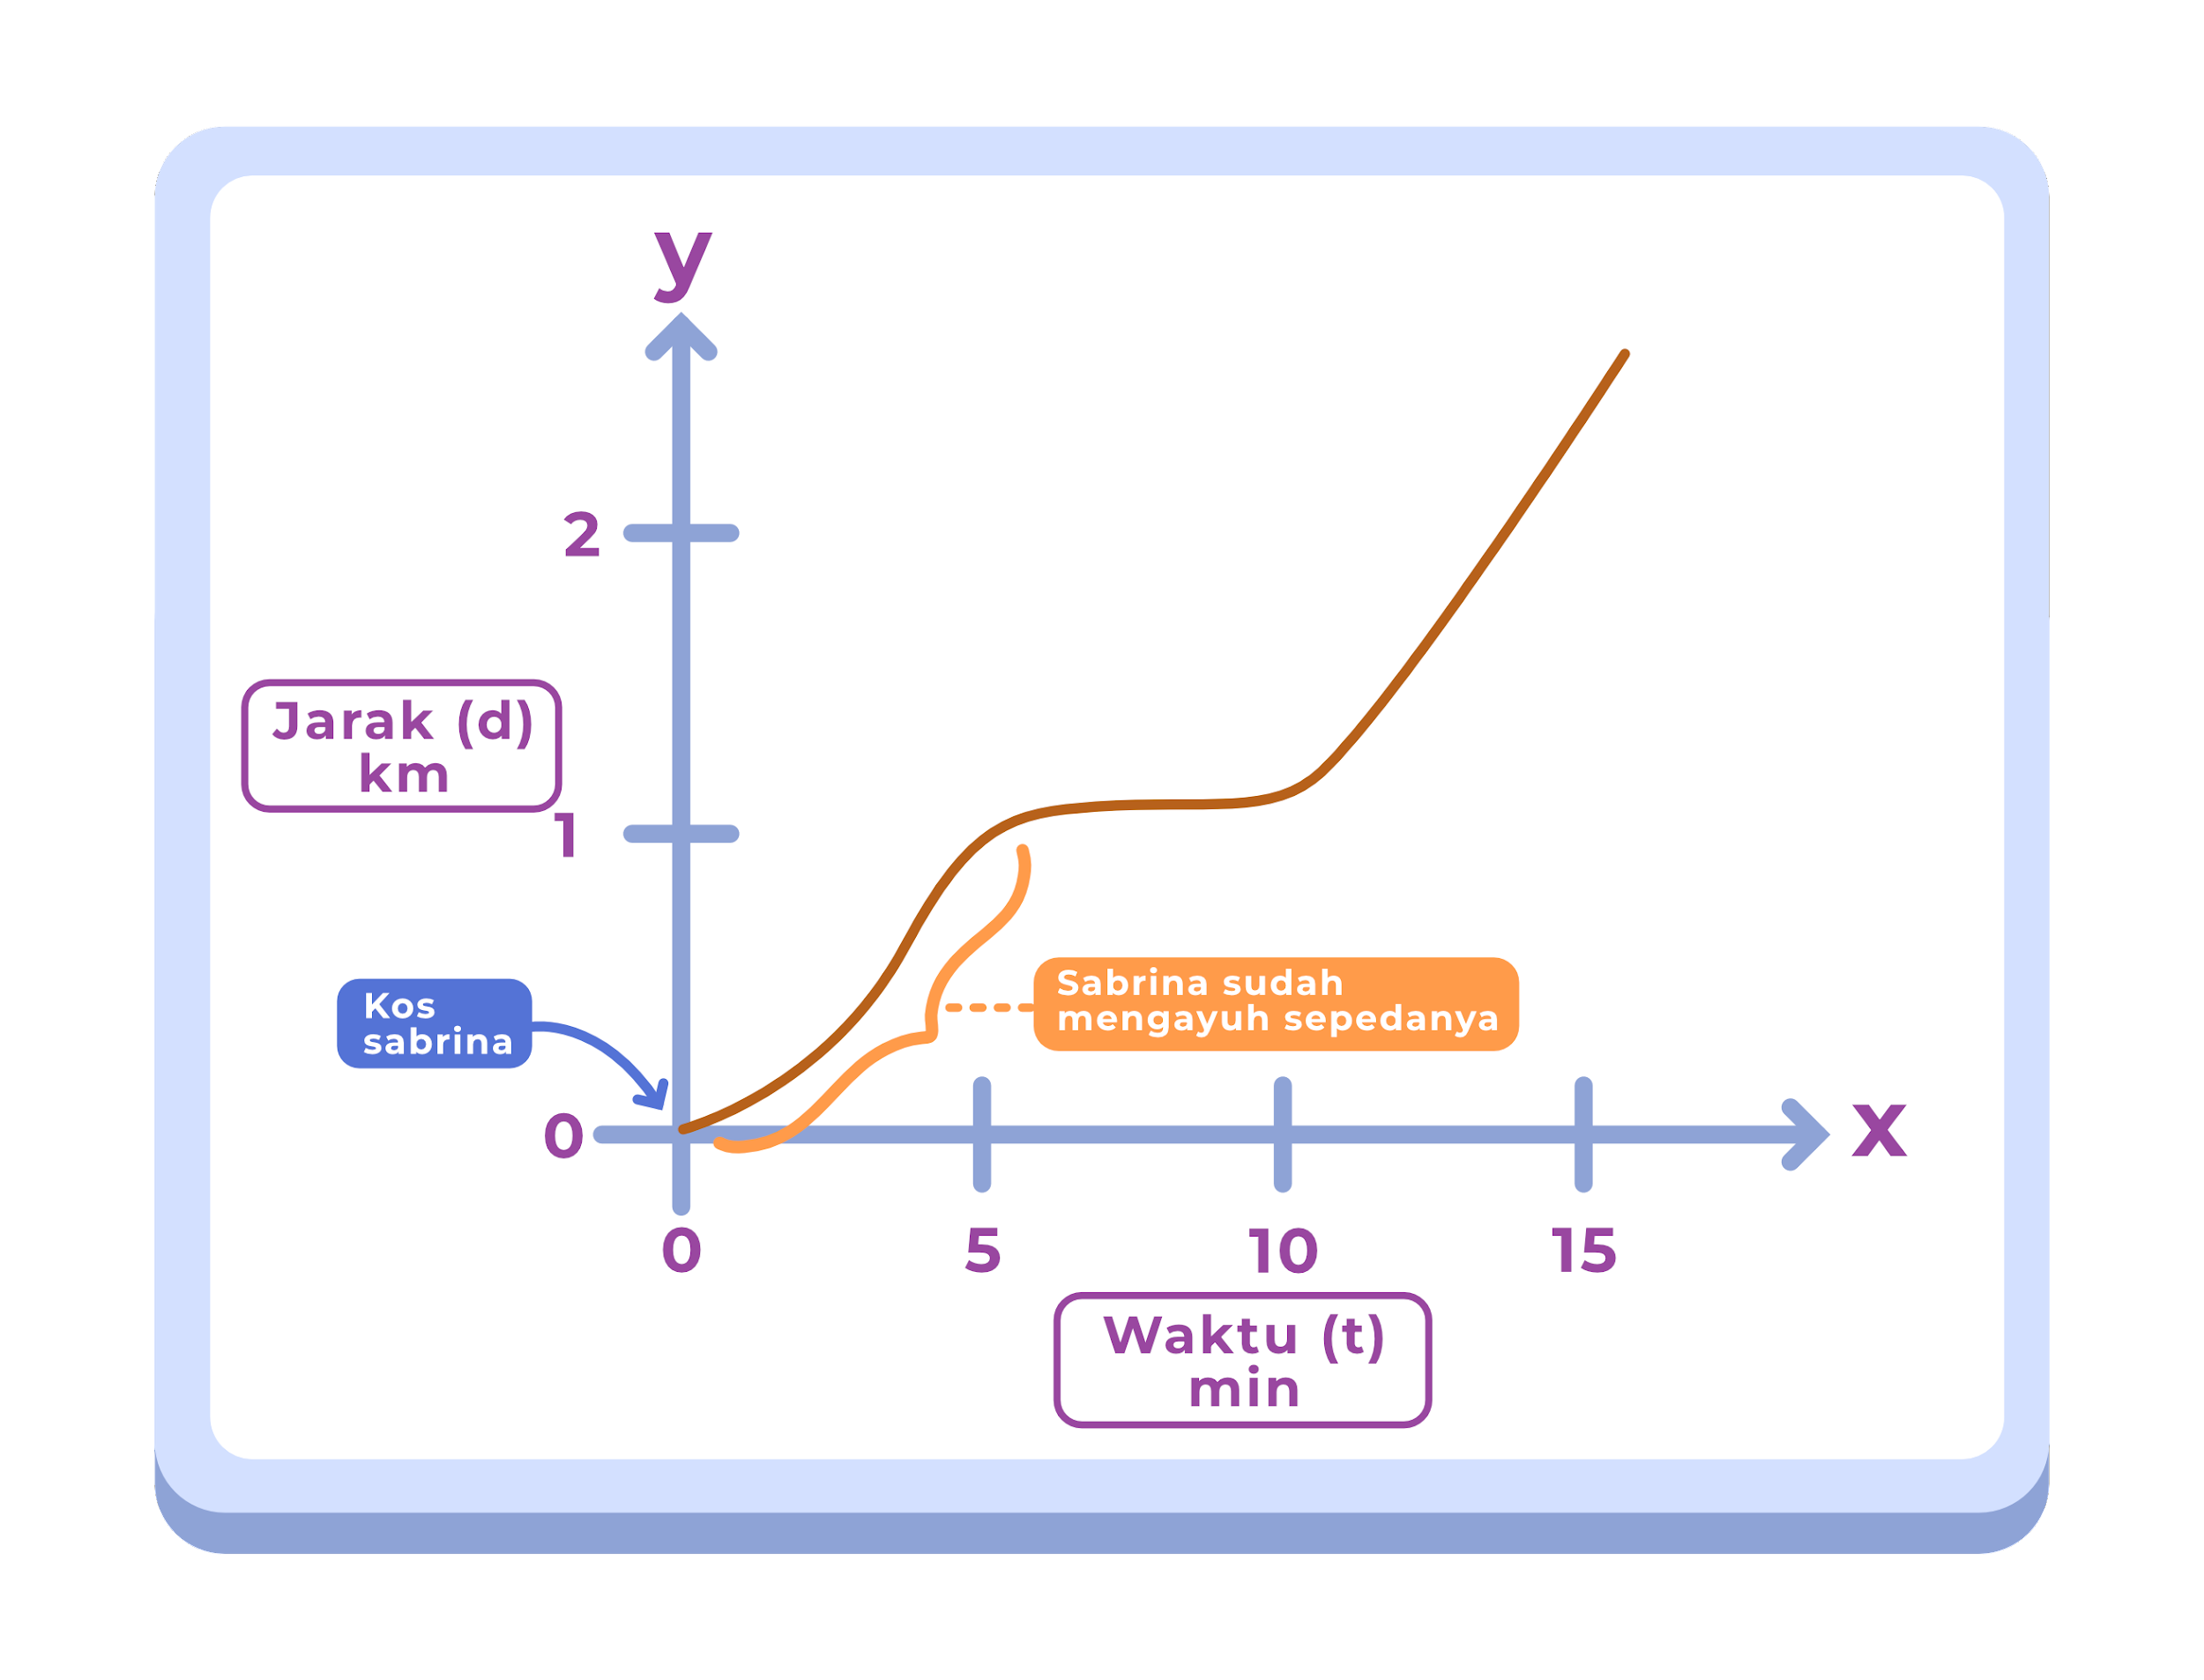 y
2
Jarak (d)
km
1
Sabrina sudah
mengayuh sepedanya
Kos
sabrina
0
x
0
5
10
15
Waktu (t)
min